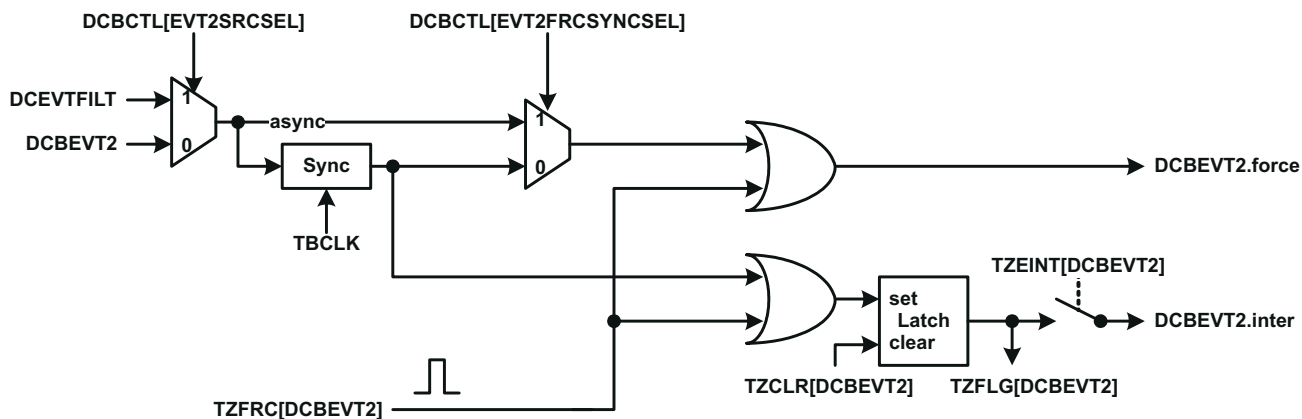 DCBCTL[EVT2SRCSEL]
DCBCTL[EVT2FRCSYNCSEL]
DCEVTFILT
1
async
1
DCBEVT2
0
Sync
0
DCBEVT2.force
TBCLK
TZEINT[DCBEVT2]
set
Latch
clear
DCBEVT2.inter
TZCLR[DCBEVT2]
TZFLG[DCBEVT2]
TZFRC[DCBEVT2]